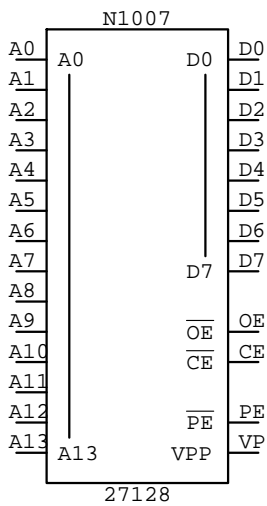 N1007
A0 A0 D0 D0
A1 D1
A2 D2
A3 D3
A4 D4
A5 D5
A6 D6
A7 D7 D7
A8
A9 OE OE
A10 CE CE
A11
A12 PE PE
A13 A13 VPP VP
27128